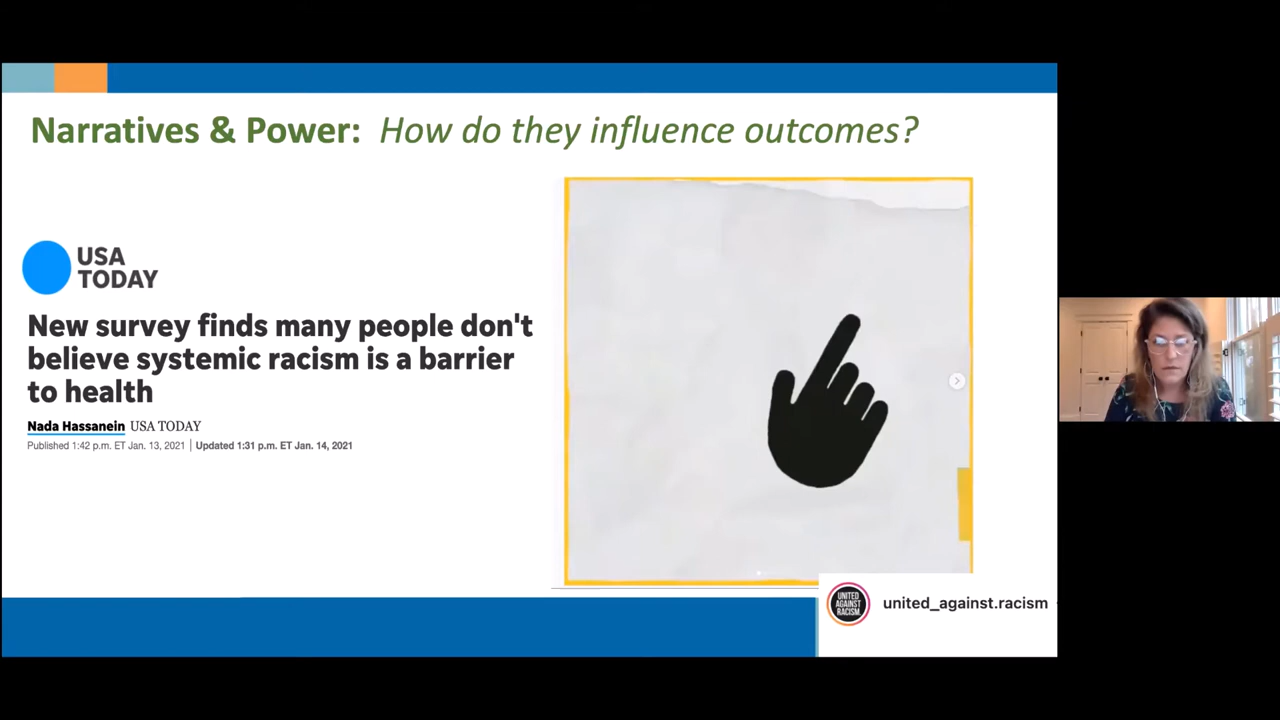 Narratives & Power: How do they influence outcomes?
USA
TODAY
New survey finds many people don't
believe systemic racism is a barrier
to health
Nada Hassanein USA TODAY
Published 1:42 p.m. ET Jan. 13, 2021 | Updated 1:31 p.m. ET Jan. 14, 2021
UNITED
AGAINST
RACISM
united_against.racism